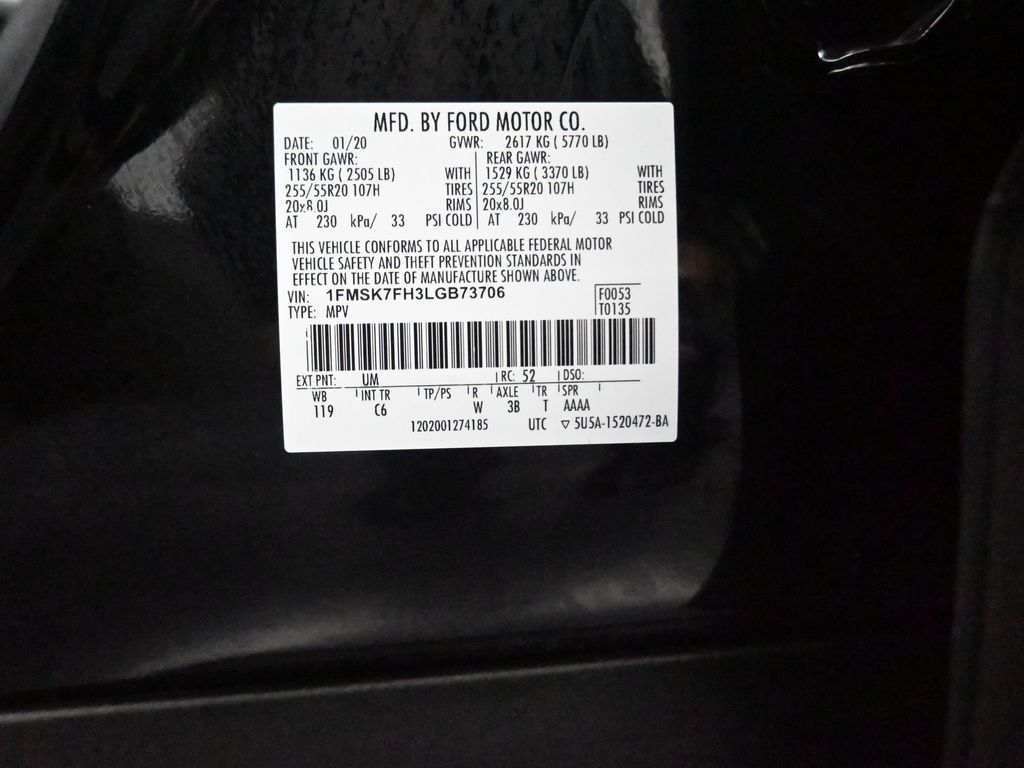 MFD. BY FORD MOTOR CO.
DATE: 01/20 GVWR: 2617 KG ( 5770 LB)
FRONT GAWR: REAR GAWR:
1136 KG ( 2505 LB) WITH 1529 KG ( 3370 LB) WITH
255/55R20 107H TIRES 255/55R20 107H TIRES
20x8.0J RIMS 20x8.0J RIMS
AT 230 kPa/ 33 PSI COLD AT 230 kPa/ 33 PSI COLD
THIS VEHICLE CONFORMS TO ALL APPLICABLE FEDERAL MOTOR
VEHICLE SAFETY AND THEFT PREVENTION STANDARDS IN
EFFECT ON THE DATE OF MANUFACTURE SHOWN ABOVE.
VIN: 1FMSK7FH3LGB73706 F0053
TYPE: MPV T0135
EXT PNT: UM RC: 52 DSO:
WB INT TR TP/PS R AXLE TR SPR
119 C6 W 3B T AAAA
1202001274185 UTC ▽ 5U5A-1520472-BA